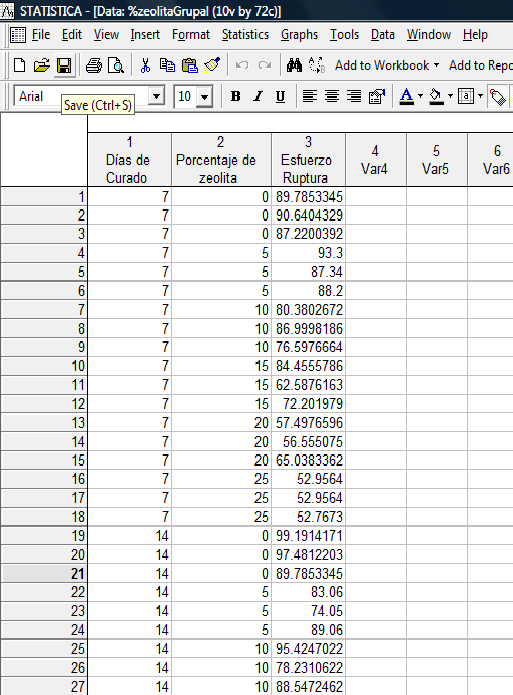 STATISTICA - [Data: %zeolitaGrupal (10v by 72c)]
File Edit View Insert Format Statistics Graphs Tools Data Window Help
Add to Workbook Add to Repo
Arial 10 B I U A a
Save (Ctrl+S)
1 2 3 4 5 6
Días de Porcentaje de Esfuerzo Var4 Var5 Var6
Curado zeolita Ruptura
1 7 0 89.7853345
2 7 0 90.6404329
3 7 0 87.2200392
4 7 5 93.3
5 7 5 87.34
6 7 5 88.2
7 7 10 80.3802672
8 7 10 86.9998186
9 7 10 76.5976664
10 7 15 84.4555786
11 7 15 62.5876163
12 7 15 72.201979
13 7 20 57.4976596
14 7 20 56.555075
15 7 20 65.0383362
16 7 25 52.9564
17 7 25 52.9564
18 7 25 52.7673
19 14 0 99.1914171
20 14 0 97.4812203
21 14 0 89.7853345
22 14 5 83.06
23 14 5 74.05
24 14 5 89.06
25 14 10 95.4247022
26 14 10 78.2310622
27 14 10 88.5472462